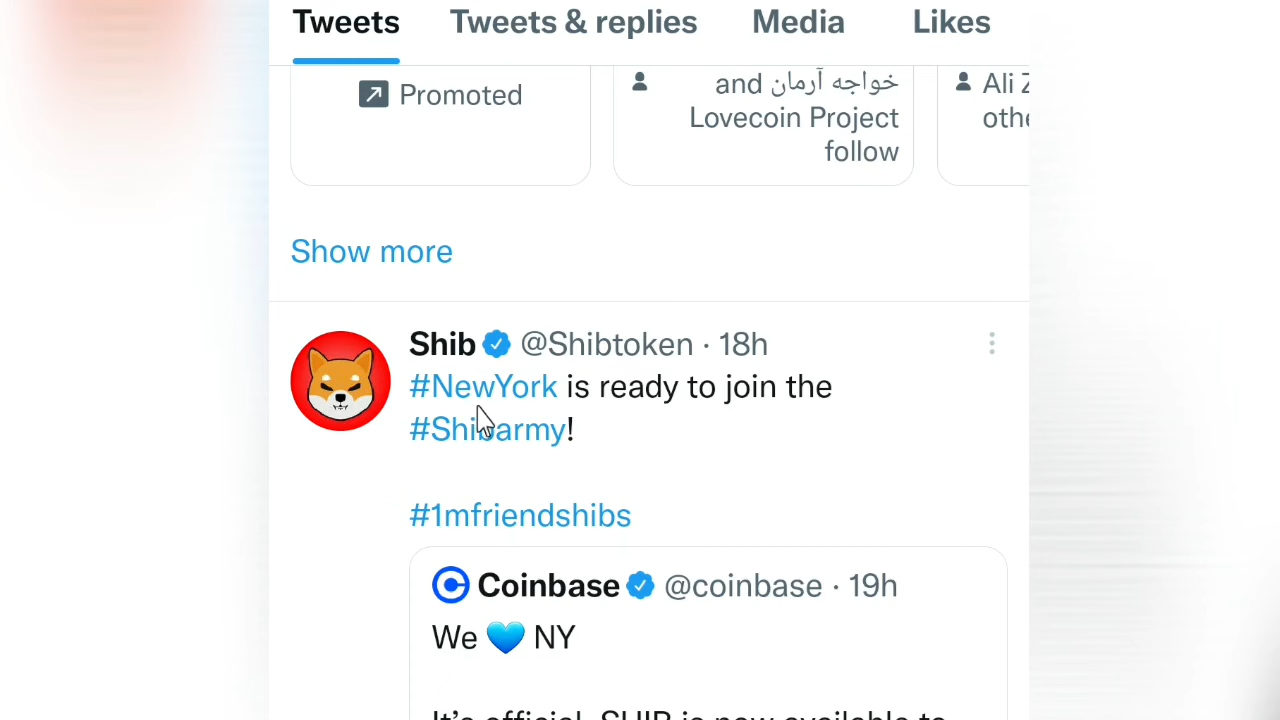 Tweets Tweets & replies Media Likes
Promoted
خواجه آرمان and
Lovecoin Project
follow
Ali
Show more
Shib @Shibtoken · 18h
#NewYork is ready to join the
#Shibarmy!
#1mfriendshibs
Coinbase @coinbase · 19h
We 💙 NY
It's official. SHIB is now available to